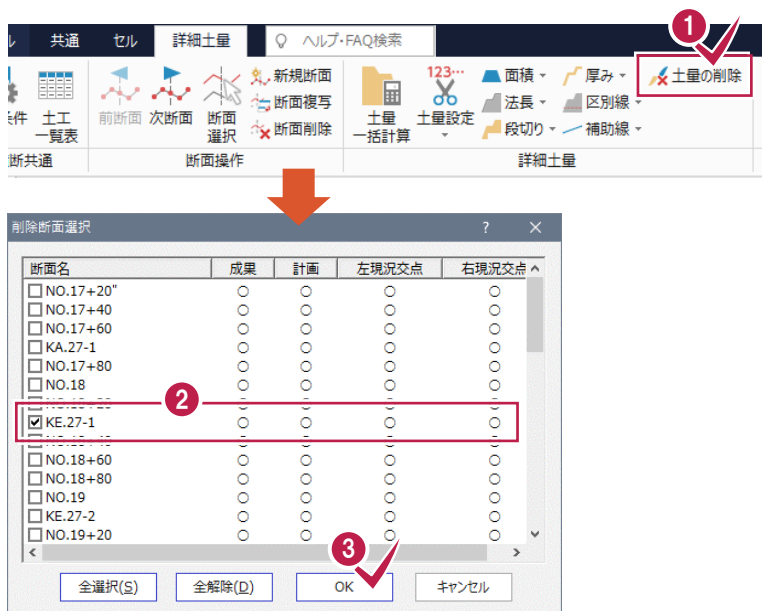 ル 共通 セル 詳細土量 ヘルプ・FAQ検索
1
条件 土工一覧表 前断面 次断面 断面選択
新規断面
断面複写
断面削除
土量一括計算
123…
土量設定
面積 厚み
法長 区別線
段切り 補助線
土量の削除
断共通 断面操作 詳細土量
削除断面選択 ? ×
断面名 成果 計画 左現況交点 右現況交点
NO.17+20" ○ ○ ○ ○
NO.17+40 ○ ○ ○ ○
NO.17+60 ○ ○ ○ ○
KA.27-1 ○ ○ ○ ○
NO.17+80 ○ ○ ○ ○
NO.18 ○ ○ ○ ○
2
KE.27-1 ○ ○ ○ ○
NO.18+60 ○ ○ ○ ○
NO.18+80 ○ ○ ○ ○
NO.19 ○ ○ ○ ○
KE.27-2 ○ ○ ○ ○
NO.19+20 ○ ○ ○ ○
3
全選択(S) 全解除(D) OK キャンセル